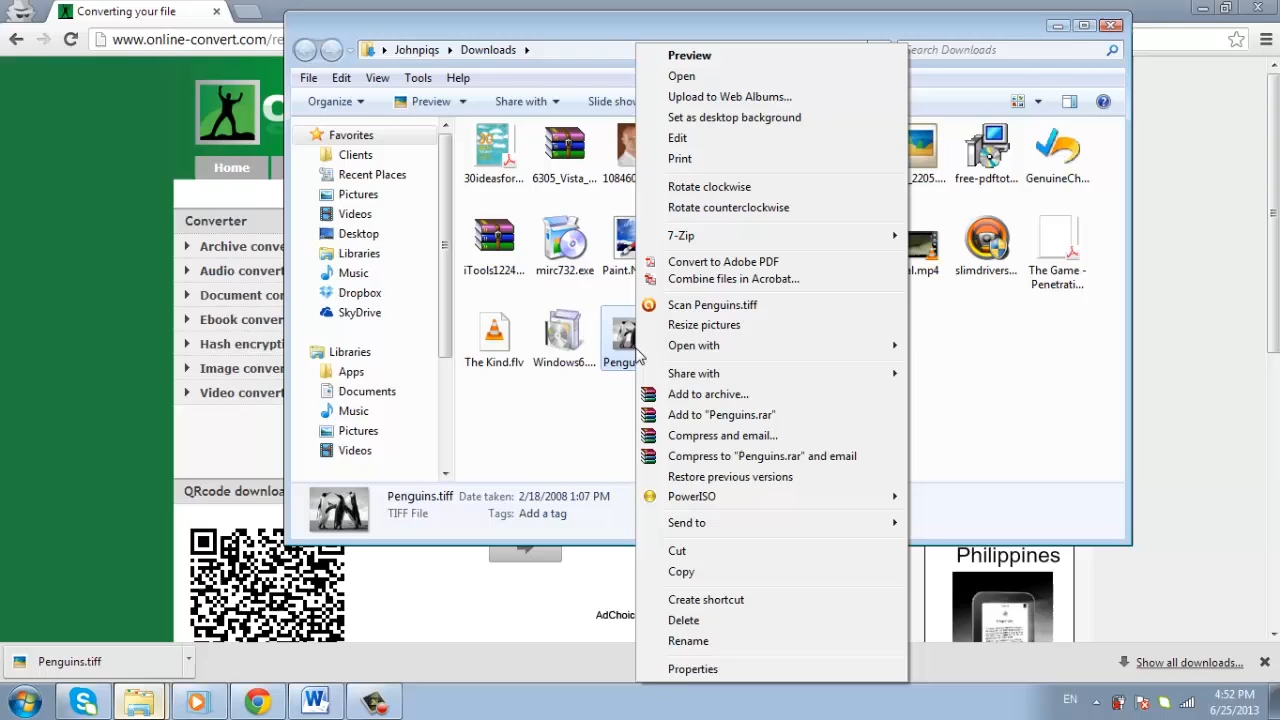 Converting your file
www.online-convert.com/re
Johnpiqs
Downloads
Search Downloads
File Edit View Tools Help
Organize Preview Share with Slide sho
Favorites
Clients
Recent Places
Pictures
Videos
Desktop
Libraries
Music
Dropbox
SkyDrive
Libraries
Apps
Documents
Music
Pictures
Videos
30ideasfor...
6305_Vista_...
108460
_2205....
free-pdftot...
GenuineCh...
iTools1224...
mirc732.exe
Paint.N
al.mp4
slimdrivers...
The Game -
Penetrati...
The Kind.flv
Windows6....
Pengu
Penguins.tiff Date taken: 2/18/2008 1:07 PM
TIFF File Tags: Add a tag
Preview
Open
Upload to Web Albums...
Set as desktop background
Edit
Print
Rotate clockwise
Rotate counterclockwise
7-Zip
Convert to Adobe PDF
Combine files in Acrobat...
Scan Penguins.tiff
Resize pictures
Open with
Share with
Add to archive...
Add to "Penguins.rar"
Compress and email...
Compress to "Penguins.rar" and email
Restore previous versions
PowerISO
Send to
Cut
Copy
Create shortcut
Delete
Rename
Properties
Home
Converter
Archive conve
Audio convert
Document con
Ebook conver
Hash encrypti
Image conver
Video convert
QRcode downloa
AdChoic
Philippines
Penguins.tiff
Show all downloads...
EN
4:52 PM
6/25/2013